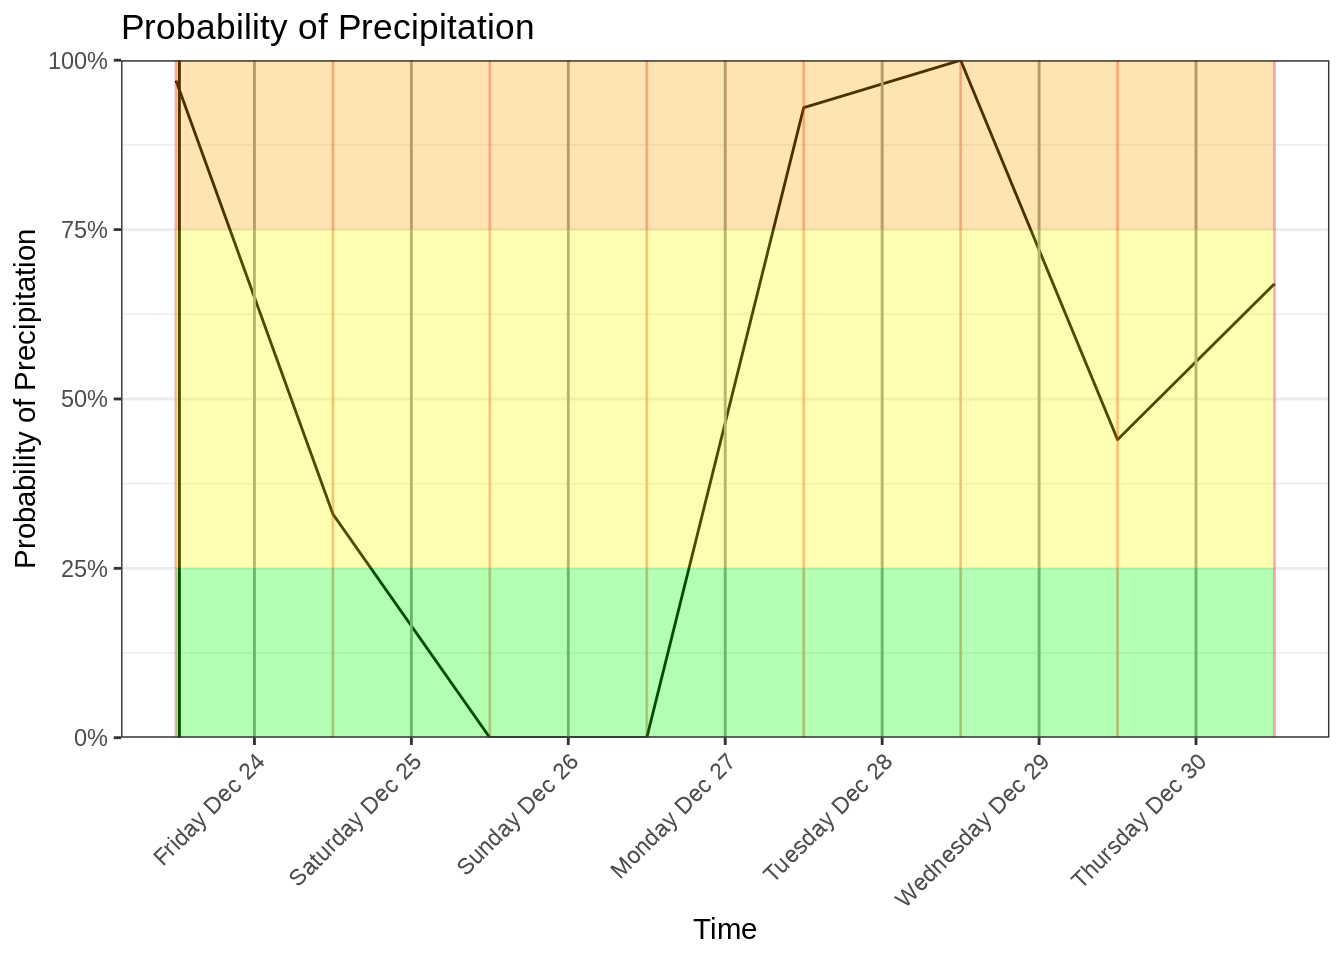 Probability of Precipitation
Probability of Precipitation
100%
75%
50%
25%
0%
Friday Dec 24
Saturday Dec 25
Sunday Dec 26
Monday Dec 27
Tuesday Dec 28
Wednesday Dec 29
Thursday Dec 30
Time